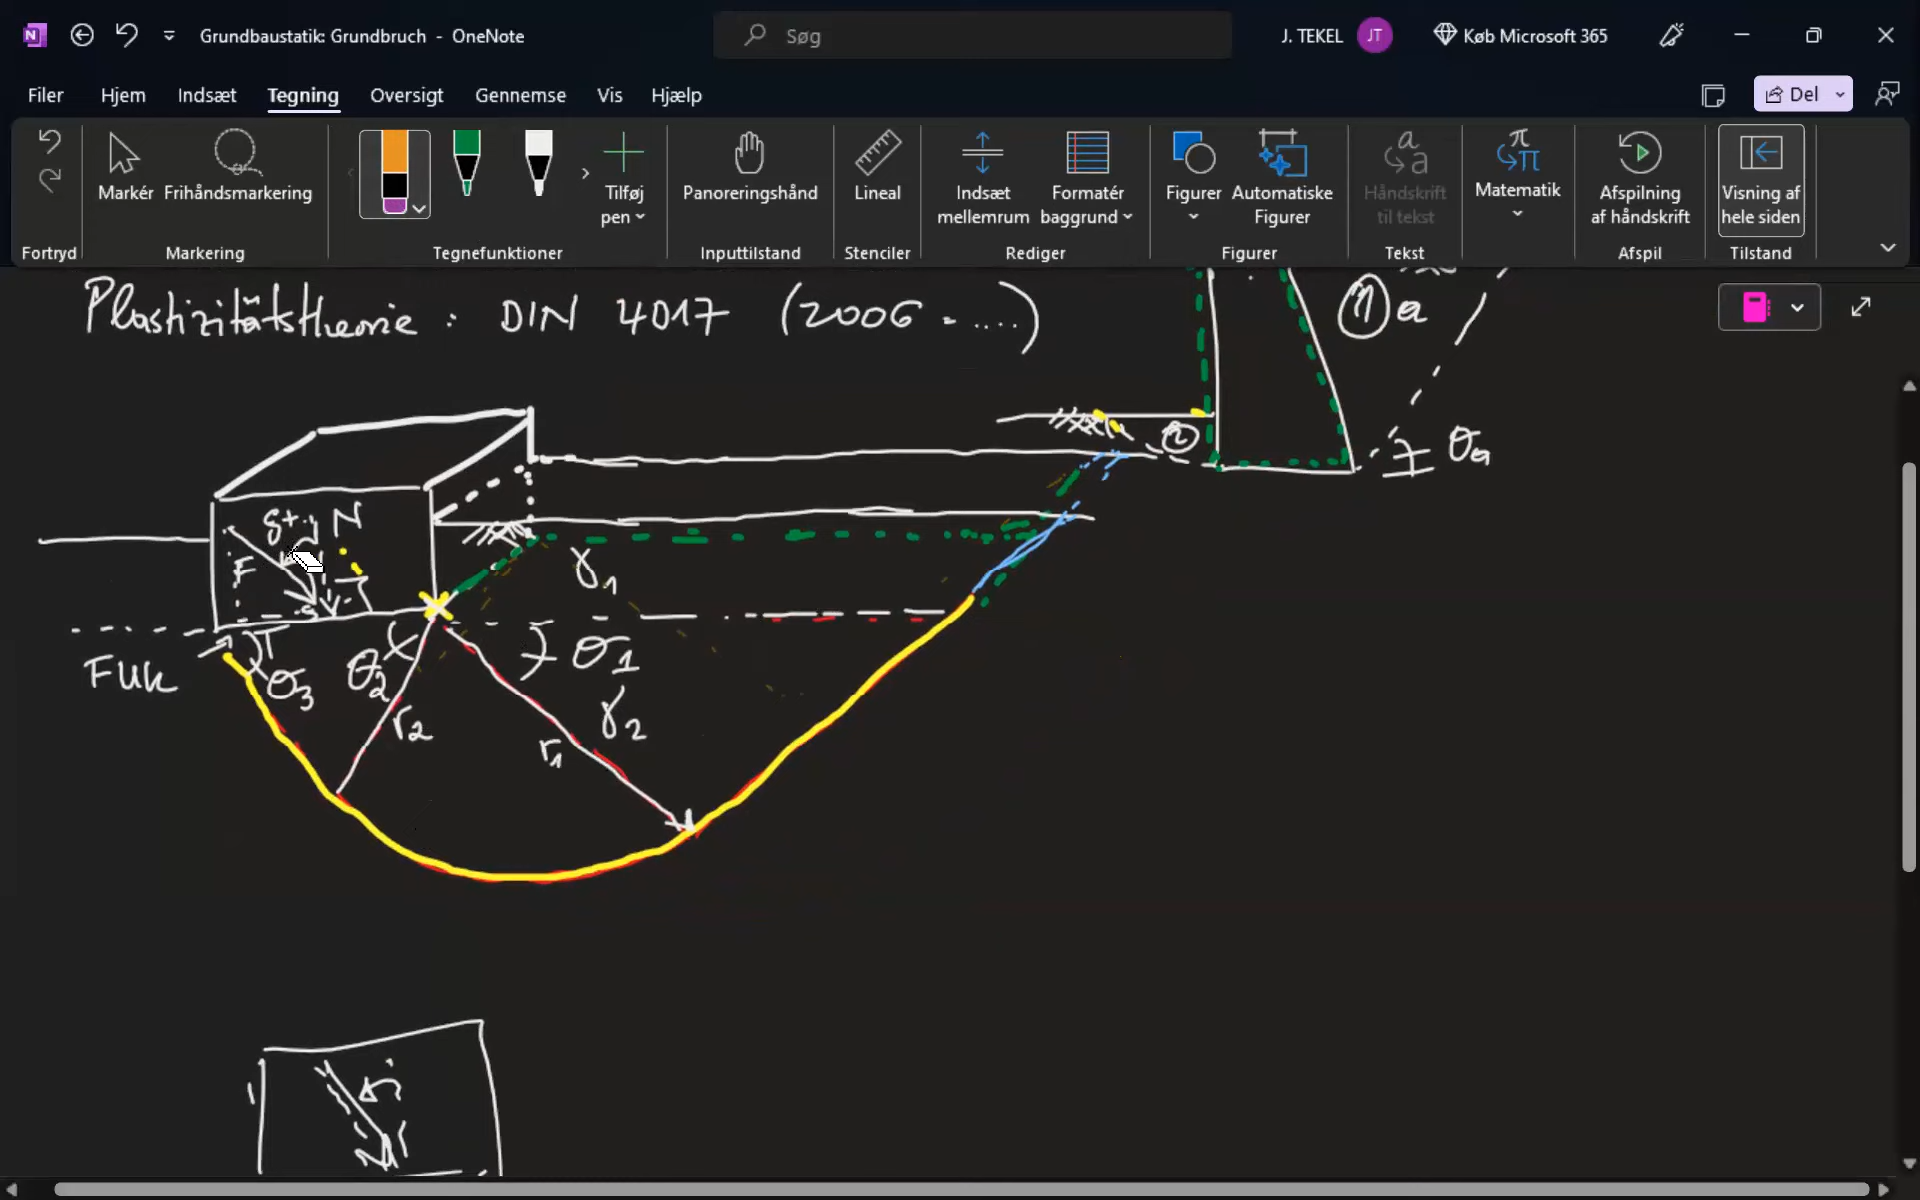 Grundbaustatik: Grundbruch - OneNote
Søg
J. TEKEL
JT
Køb Microsoft 365
Filer Hjem Indsæt Tegning Oversigt Gennemse Vis Hjælp
Del
Markér
Frihåndsmarkering
Tilføj
pen
Panoreringshånd
Lineal
Indsæt
mellemrum
Formatér
baggrund
Figurer
Automatiske
Figurer
Håndskrift
til tekst
Matematik
Afspilning
af håndskrift
Visning af
hele siden
Fortryd
Markering
Tegnefunktioner
Inputtilstand
Stenciler
Rediger
Figurer
Tekst
Afspil
Tilstand
Plastizitätstheorie : DIN 4017 (2006 - ....)
①a
②
N
F
γ1
T
FUK
ϑ3
ϑ2
ϑ1
r2
r1
γ2
ϑa